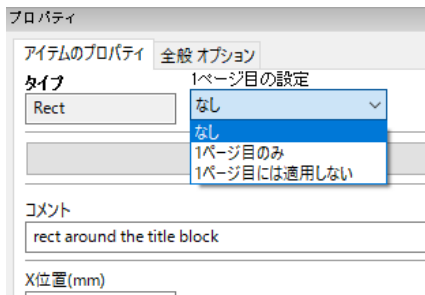 プロパティ
アイテムのプロパティ 全般 オプション
タイプ 1ページ目の設定
Rect なし
なし
1ページ目のみ
1ページ目には適用しない
コメント
rect around the title block
X位置(mm)